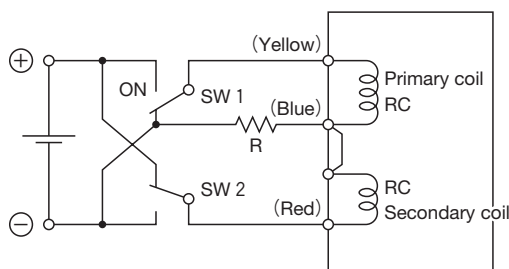 (Yellow)
+
ON
SW 1
Primary coil
RC
(Blue)
R
SW 2
RC
(Red)
Secondary coil
−